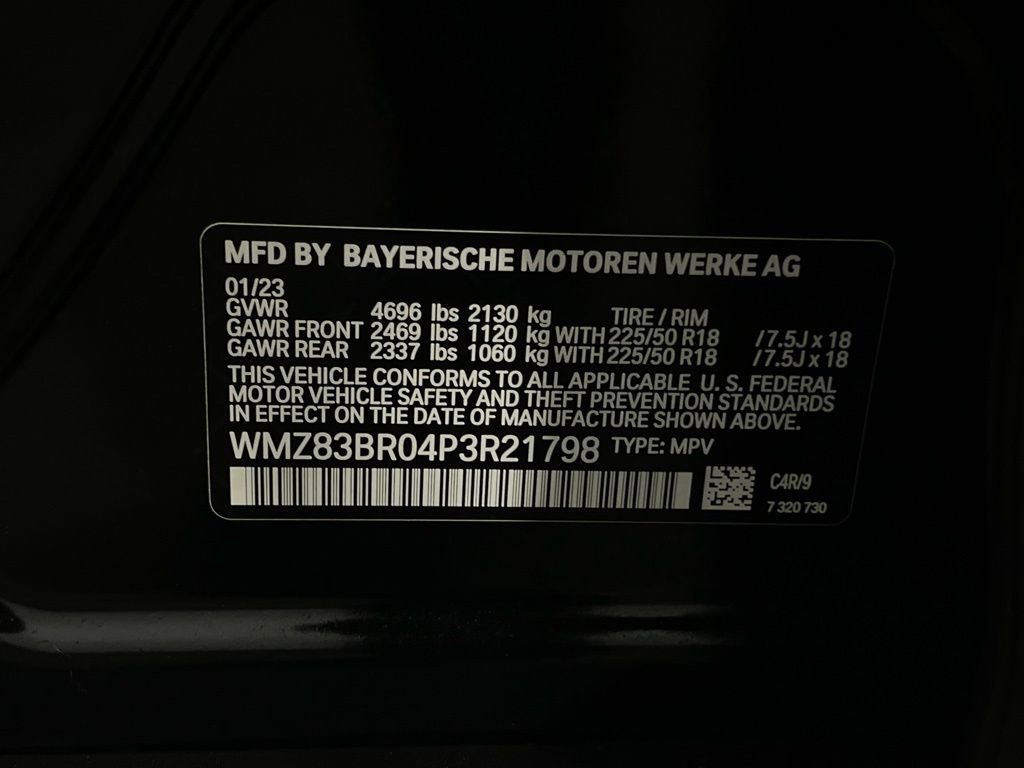 MFD BY BAYERISCHE MOTOREN WERKE AG
01/23
GVWR 4696 lbs 2130 kg TIRE / RIM
GAWR FRONT 2469 lbs 1120 kg WITH 225/50 R18 /7.5J x 18
GAWR REAR 2337 lbs 1060 kg WITH 225/50 R18 /7.5J x 18
THIS VEHICLE CONFORMS TO ALL APPLICABLE U. S. FEDERAL
MOTOR VEHICLE SAFETY AND THEFT PREVENTION STANDARDS
IN EFFECT ON THE DATE OF MANUFACTURE SHOWN ABOVE.
WMZ83BR04P3R21798 TYPE: MPV
C4R/9
7 320 730